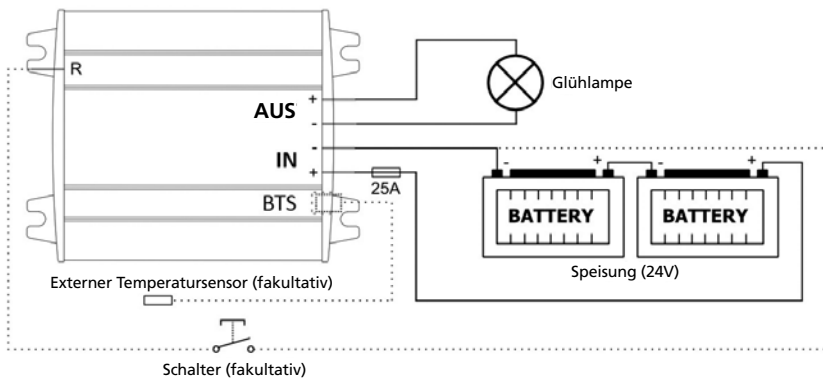 R
Glühlampe
AUS
+
-
-
IN
+
25A
- + - +
BATTERY BATTERY
BTS
Speisung (24V)
Externer Temperatursensor (fakultativ)
Schalter (fakultativ)